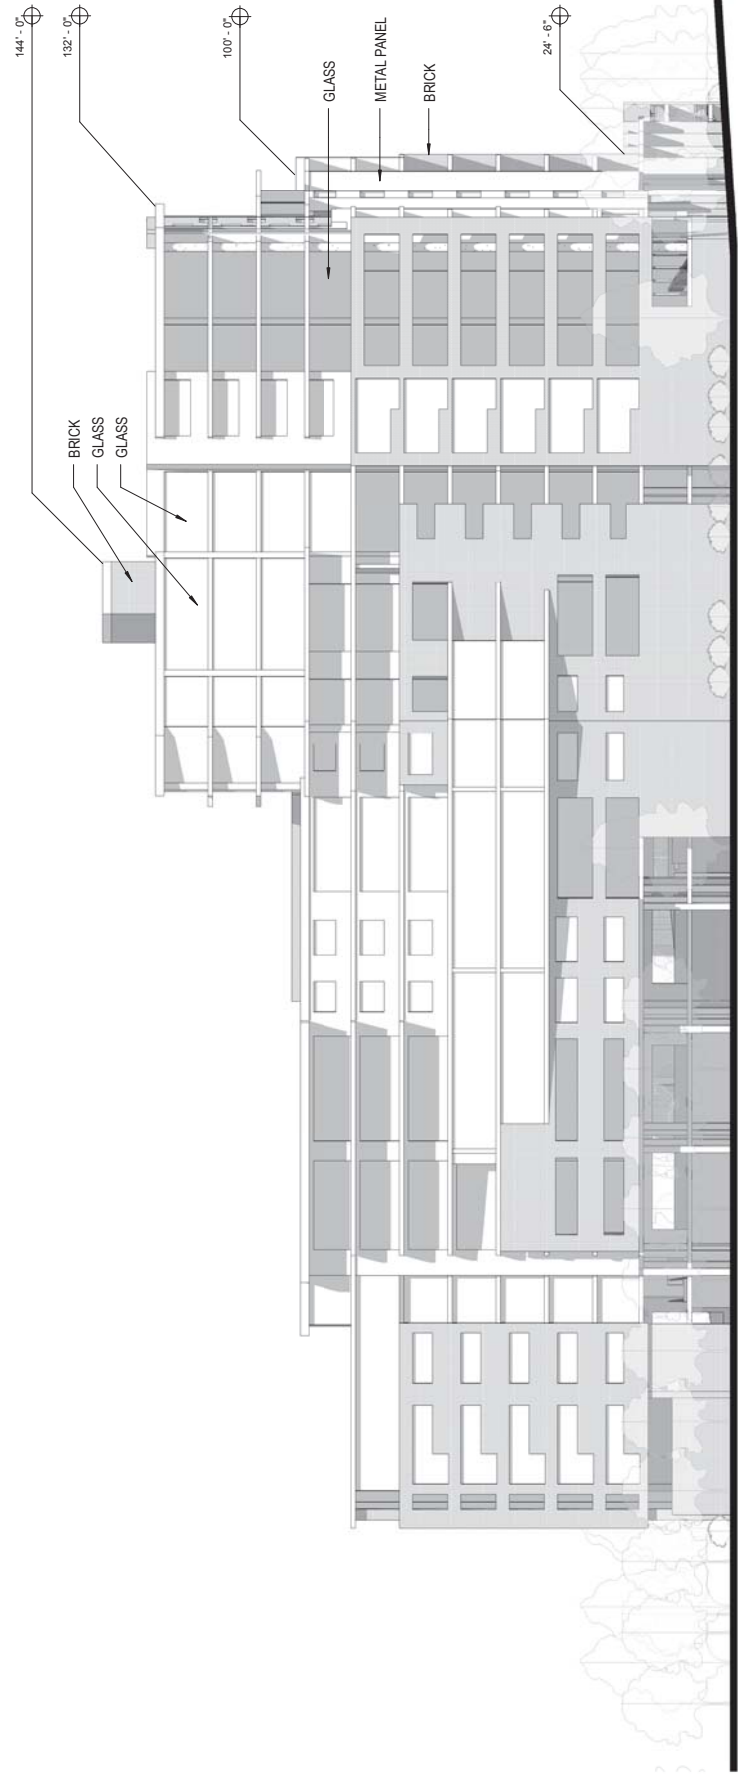 144' - 0"
132' - 0"
100' - 0"
24' - 6"
BRICK
GLASS
GLASS
GLASS
METAL PANEL
BRICK